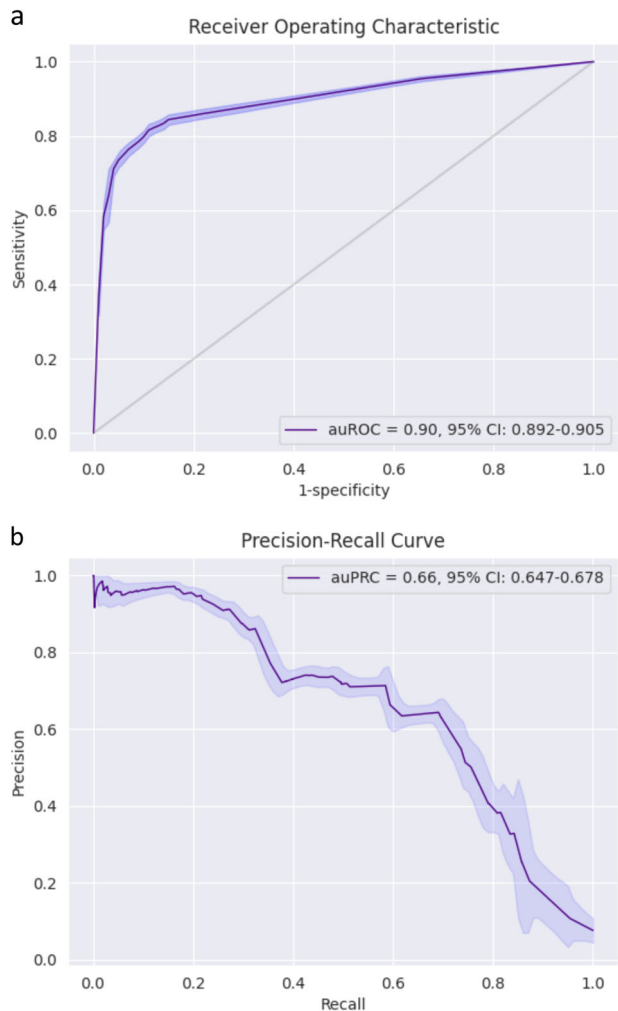 a
Receiver Operating Characteristic
1.0
0.8
0.6
0.4
0.2
0.0
Sensitivity
auROC = 0.90, 95% CI: 0.892-0.905
0.0 0.2 0.4 0.6 0.8 1.0
1-specificity
b
Precision-Recall Curve
auPRC = 0.66, 95% CI: 0.647-0.678
1.0
0.8
0.6
0.4
0.2
0.0
Precision
0.0 0.2 0.4 0.6 0.8 1.0
Recall